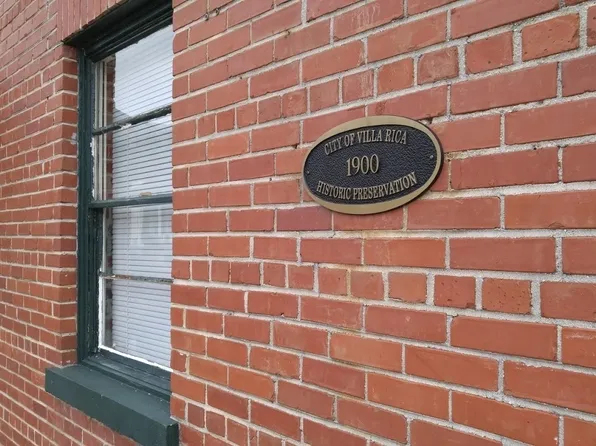 CITY OF VILLA RICA
1900
HISTORIC PRESERVATION